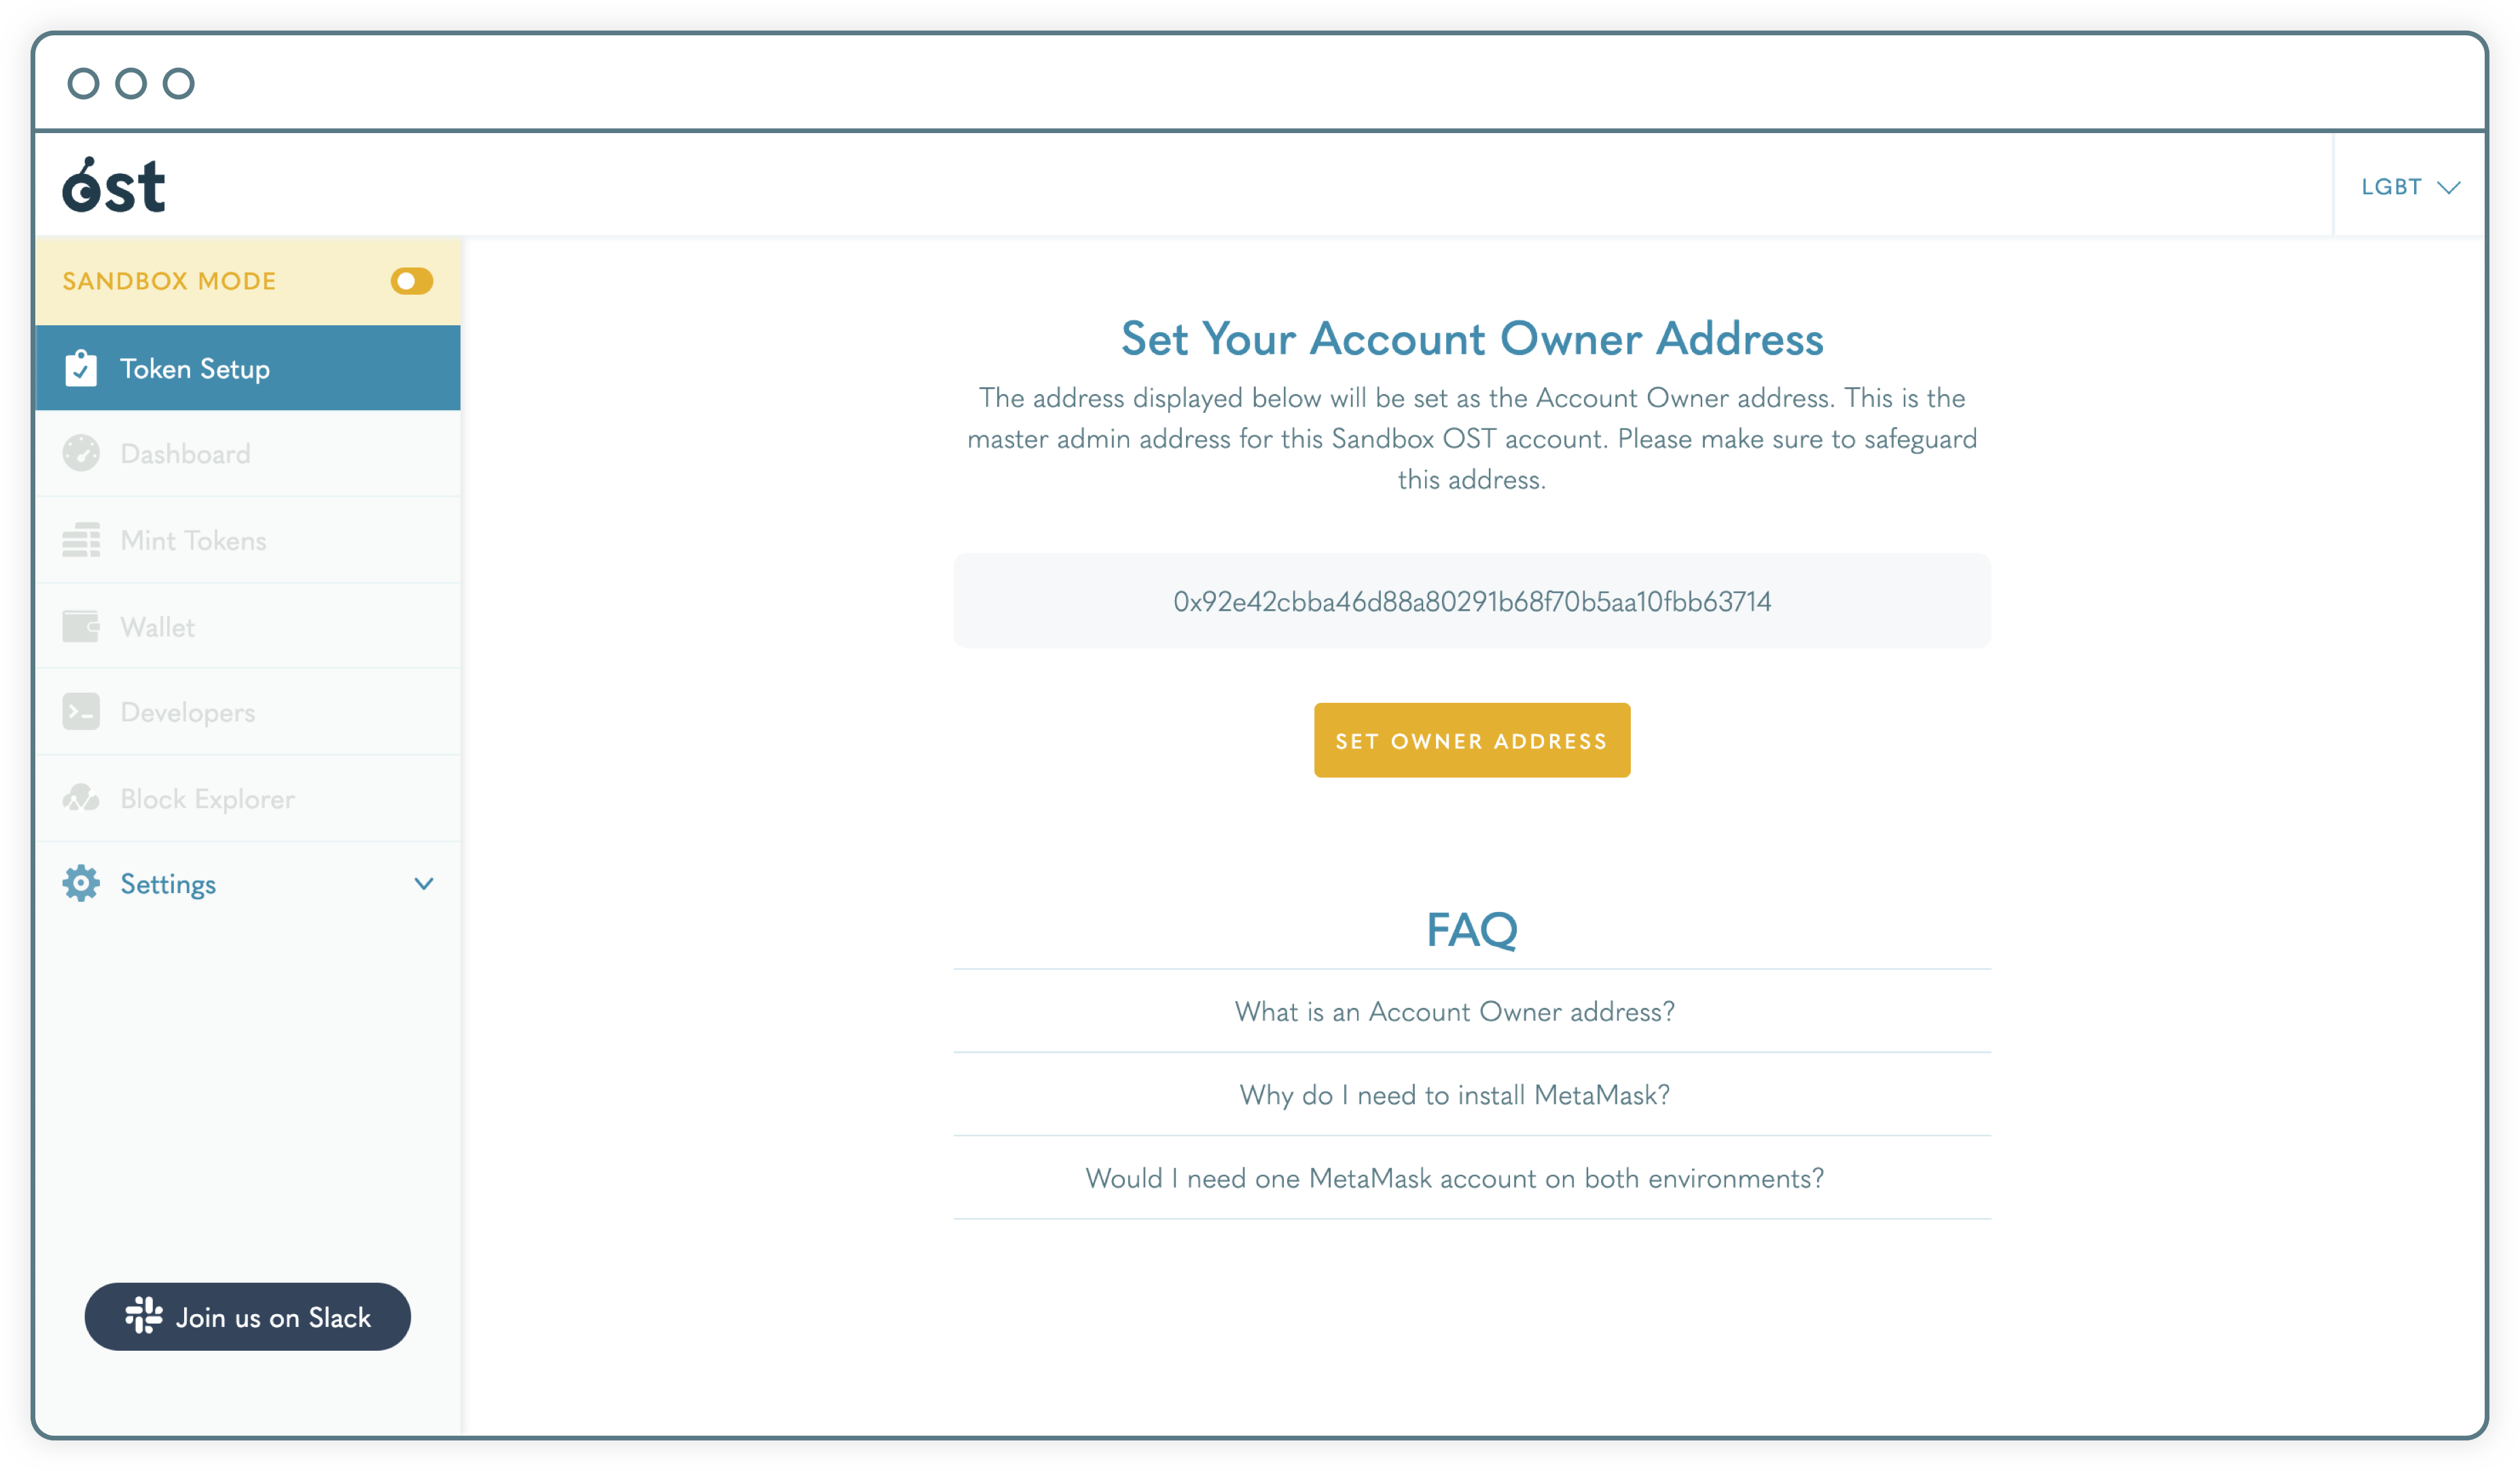 ost
LGBT
SANDBOX MODE
Token Setup
Dashboard
Mint Tokens
Wallet
Developers
Block Explorer
Settings
Join us on Slack
Set Your Account Owner Address
The address displayed below will be set as the Account Owner address. This is the
master admin address for this Sandbox OST account. Please make sure to safeguard
this address.
0x92e42cbba46d88a80291b68f70b5aa10fbb63714
SET OWNER ADDRESS
FAQ
What is an Account Owner address?
Why do I need to install MetaMask?
Would I need one MetaMask account on both environments?